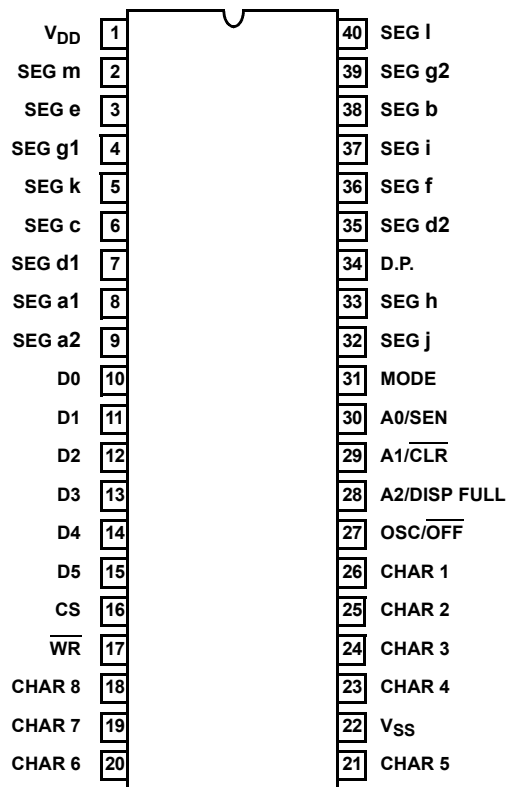 VDD 1 40 SEG l
SEG m 2 39 SEG g2
SEG e 3 38 SEG b
SEG g1 4 37 SEG i
SEG k 5 36 SEG f
SEG c 6 35 SEG d2
SEG d1 7 34 D.P.
SEG a1 8 33 SEG h
SEG a2 9 32 SEG j
D0 10 31 MODE
D1 11 30 A0/SEN
D2 12 29 A1/C̅L̅R̅
D3 13 28 A2/DISP FULL
D4 14 27 OSC/O̅F̅F̅
D5 15 26 CHAR 1
CS 16 25 CHAR 2
W̅R̅ 17 24 CHAR 3
CHAR 8 18 23 CHAR 4
CHAR 7 19 22 VSS
CHAR 6 20 21 CHAR 5